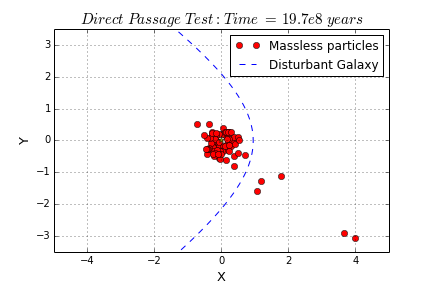 Direct Passage Test : Time = 19.7e8 years
Massless particles
Disturbant Galaxy
3
2
1
0
−1
−2
−3
Y
−4
−2
0
2
4
X